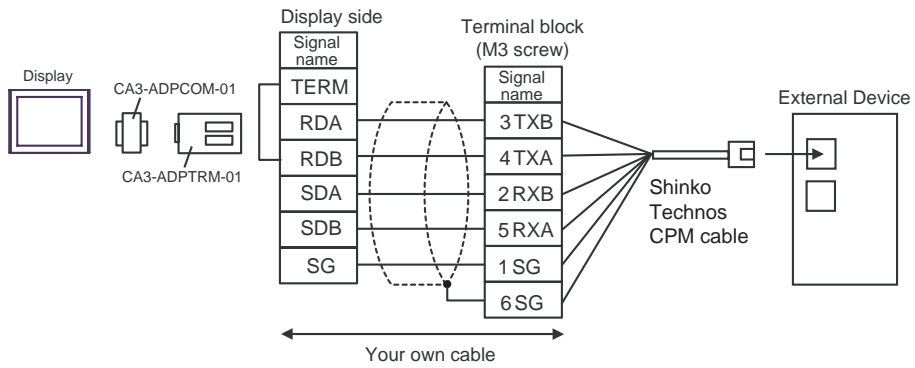 Display
CA3-ADPCOM-01
CA3-ADPTRM-01
Display side
Signal
name
TERM
RDA
RDB
SDA
SDB
SG
Terminal block
(M3 screw)
Signal
name
3 TXB
4 TXA
2 RXB
5 RXA
1 SG
6 SG
Your own cable
Shinko
Technos
CPM cable
External Device